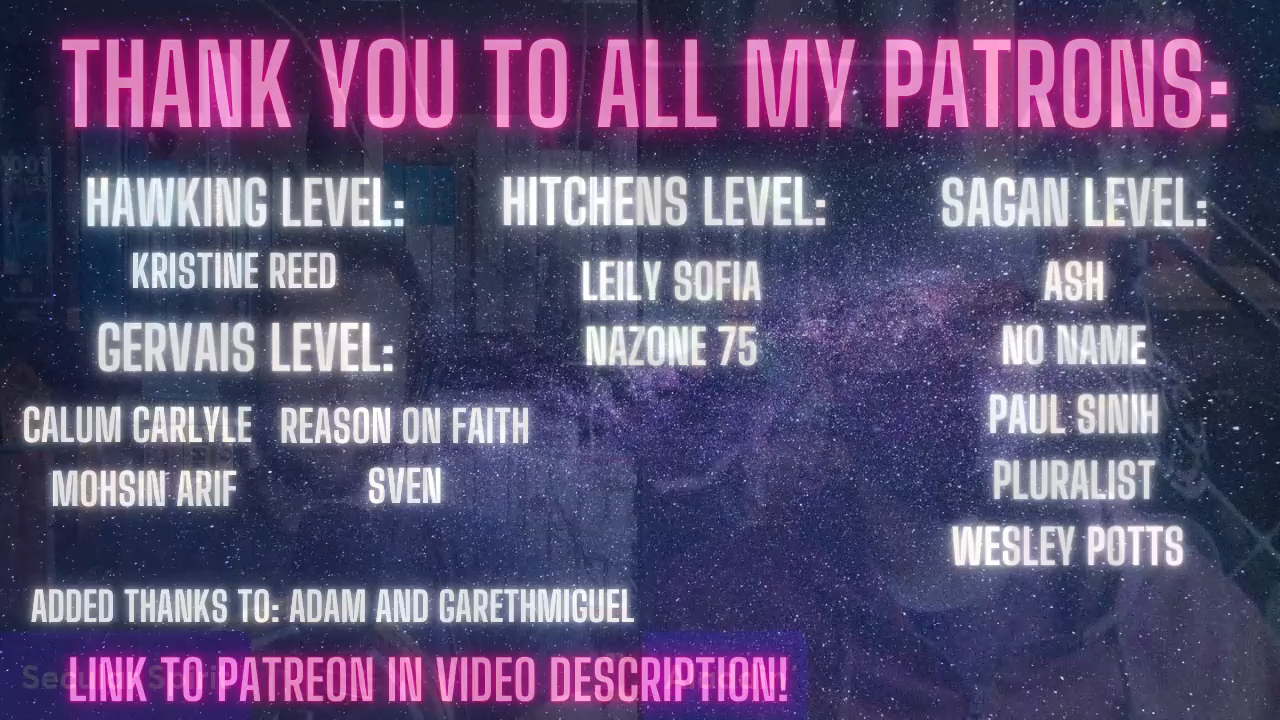 THANK YOU TO ALL MY PATRONS:
HAWKING LEVEL:
KRISTINE REED
GERVAIS LEVEL:
CALUM CARLYLE REASON ON FAITH
MOHSIN ARIF SVEN
HITCHENS LEVEL:
LEILY SOFIA
NAZONE 75
SAGAN LEVEL:
ASH
NO NAME
PAUL SINIH
PLURALIST
WESLEY POTTS
ADDED THANKS TO: ADAM AND GARETHMIGUEL
LINK TO PATREON IN VIDEO DESCRIPTION!